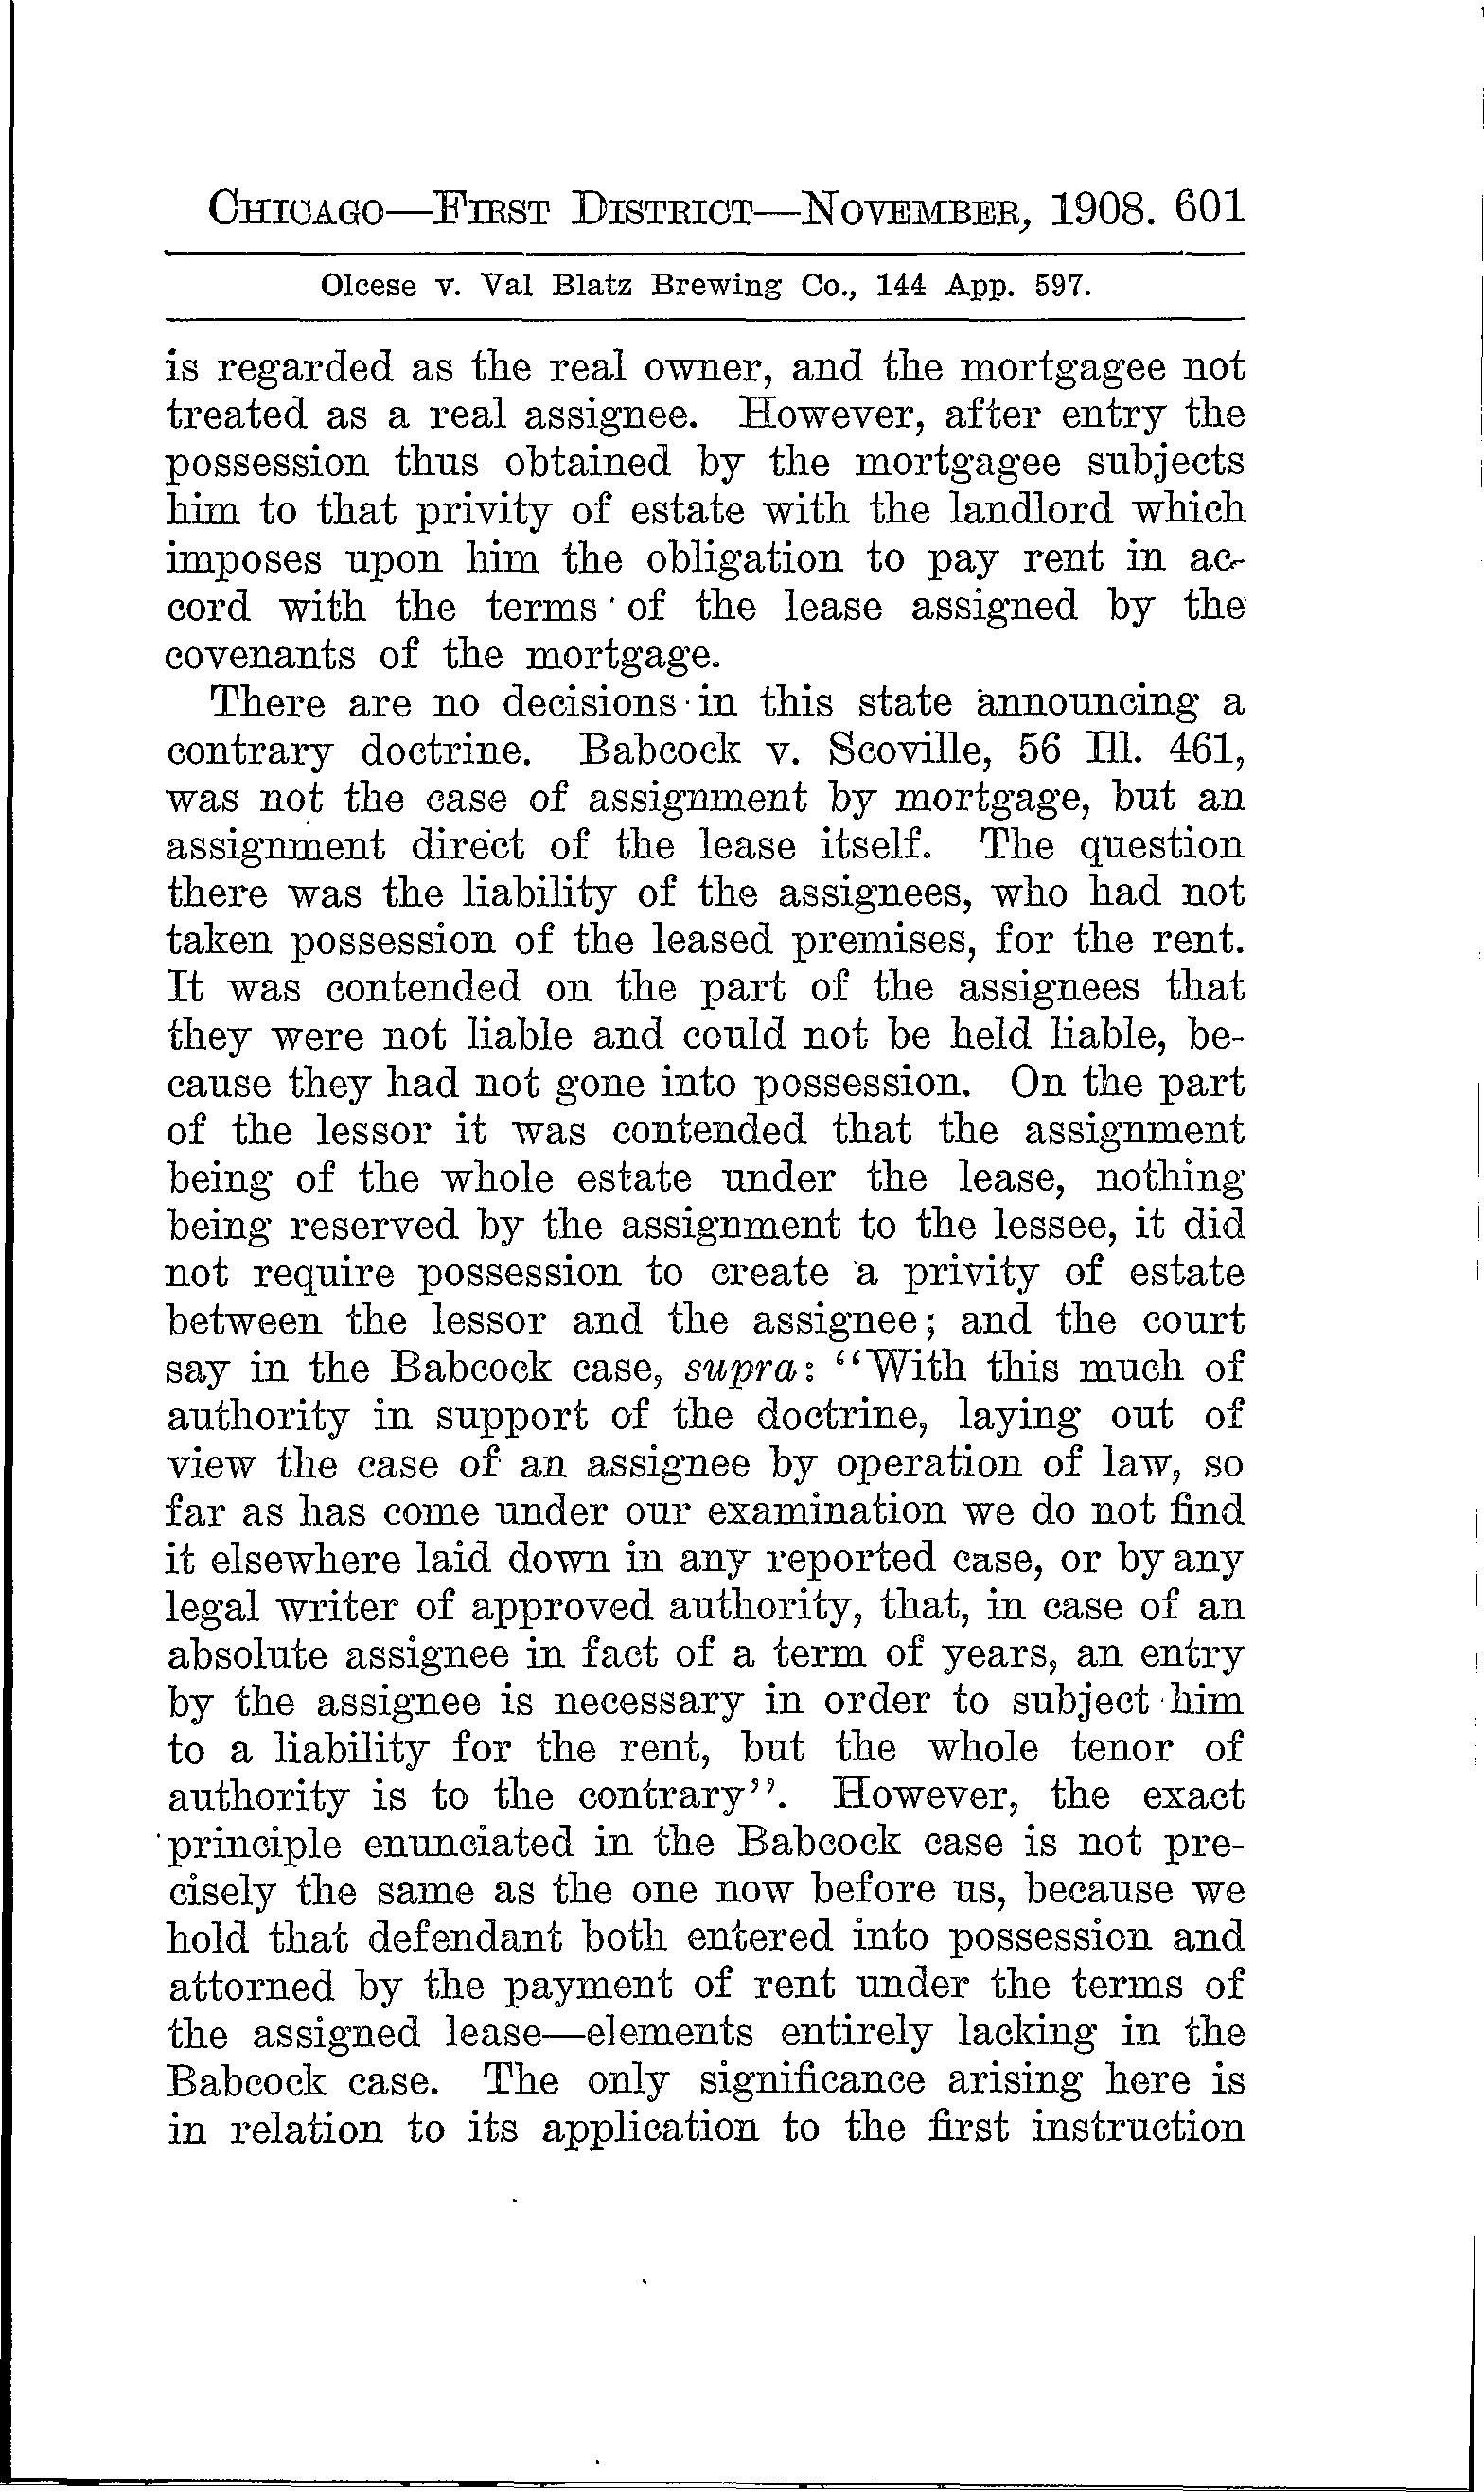 CHICAGO—FIRST DISTRICT—NOVEMBER, 1908. 601
Olcese v. Val Blatz Brewing Co., 144 App. 597.
is regarded as the real owner, and the mortgagee not
treated as a real assignee. However, after entry the
possession thus obtained by the mortgagee subjects
him to that privity of estate with the landlord which
imposes upon him the obligation to pay rent in ac-
cord with the terms of the lease assigned by the
covenants of the mortgage.
There are no decisions in this state announcing a
contrary doctrine. Babcock v. Scoville, 56 Ill. 461,
was not the case of assignment by mortgage, but an
assignment direct of the lease itself. The question
there was the liability of the assignees, who had not
taken possession of the leased premises, for the rent.
It was contended on the part of the assignees that
they were not liable and could not be held liable, be-
cause they had not gone into possession. On the part
of the lessor it was contended that the assignment
being of the whole estate under the lease, nothing
being reserved by the assignment to the lessee, it did
not require possession to create a privity of estate
between the lessor and the assignee; and the court
say in the Babcock case, supra: "With this much of
authority in support of the doctrine, laying out of
view the case of an assignee by operation of law, so
far as has come under our examination we do not find
it elsewhere laid down in any reported case, or by any
legal writer of approved authority, that, in case of an
absolute assignee in fact of a term of years, an entry
by the assignee is necessary in order to subject him
to a liability for the rent, but the whole tenor of
authority is to the contrary". However, the exact
principle enunciated in the Babcock case is not pre-
cisely the same as the one now before us, because we
hold that defendant both entered into possession and
attorned by the payment of rent under the terms of
the assigned lease—elements entirely lacking in the
Babcock case. The only significance arising here is
in relation to its application to the first instruction